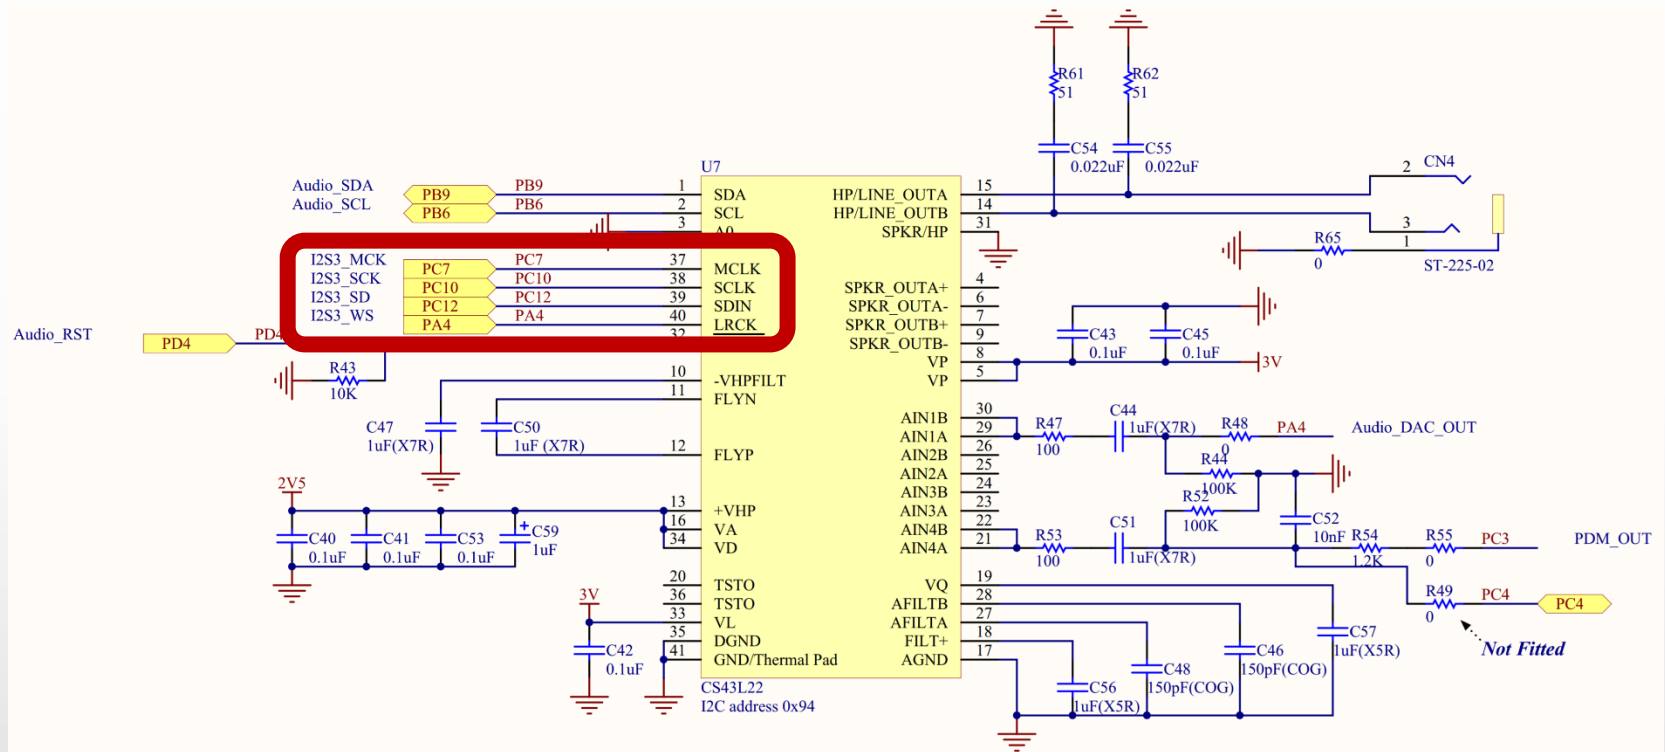 R61
51
R62
51
C54
0.022uF
C55
0.022uF
U7
CN4
2
3
1
ST-225-02
R65
0
Audio_SDA PB9 PB9 1 SDA
Audio_SCL PB6 PB6 2 SCL
3 A0
I2S3_MCK PC7 PC7 37 MCLK
I2S3_SCK PC10 PC10 38 SCLK
I2S3_SD PC12 PC12 39 SDIN
I2S3_WS PA4 PA4 40 LRCK
32
Audio_RST PD4 PD4
R43
10K
10 -VHPFILT
11 FLYN
12 FLYP
C47
1uF(X7R)
C50
1uF (X7R)
2V5
13 +VHP
16 VA
34 VD
C40
0.1uF
C41
0.1uF
C53
0.1uF
+ C59
1uF
20 TSTO
36 TSTO
3V
33 VL
35 DGND
41 GND/Thermal Pad
C42
0.1uF
CS43L22
I2C address 0x94
HP/LINE_OUTA 15
HP/LINE_OUTB 14
SPKR/HP 31
SPKR_OUTA+ 4
SPKR_OUTA- 6
SPKR_OUTB+ 7
SPKR_OUTB- 9
VP 8
VP 5
C43
0.1uF
C45
0.1uF
3V
AIN1B 30
AIN1A 29
AIN2B 26
AIN2A 25
AIN3B 24
AIN3A 23
AIN4B 22
AIN4A 21
R47
100
C44
1uF(X7R)
R48
0
PA4
Audio_DAC_OUT
R44
100K
R52
100K
C52
10nF
R53
100
C51
1uF(X7R)
R54
1.2K
R55
0
PC3
PDM_OUT
R49
0
PC4
PC4
Not Fitted
VQ 19
AFILTB 28
AFILTA 27
FILT+ 18
AGND 17
C57
1uF(X5R)
C46
150pF(COG)
C48
150pF(COG)
C56
1uF(X5R)